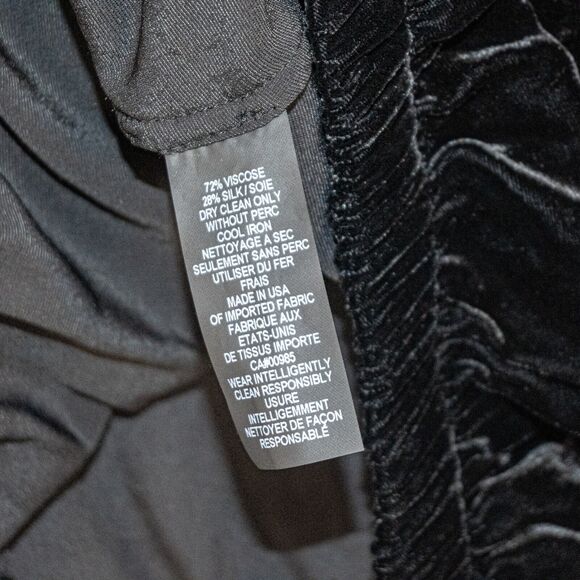 72% VISCOSE
28% SILK / SOIE
DRY CLEAN ONLY
WITHOUT PERC
COOL IRON
NETTOYAGE A SEC
SEULEMENT SANS PERC
UTILISER DU FER
FRAIS
MADE IN USA
OF IMPORTED FABRIC
FABRIQUE AUX
ETATS-UNIS
DE TISSUS IMPORTE
CA#00985
WEAR INTELLIGENTLY
CLEAN RESPONSIBLY
USURE
INTELLIGEMMENT
NETTOYER DE FAÇON
RESPONSABLE